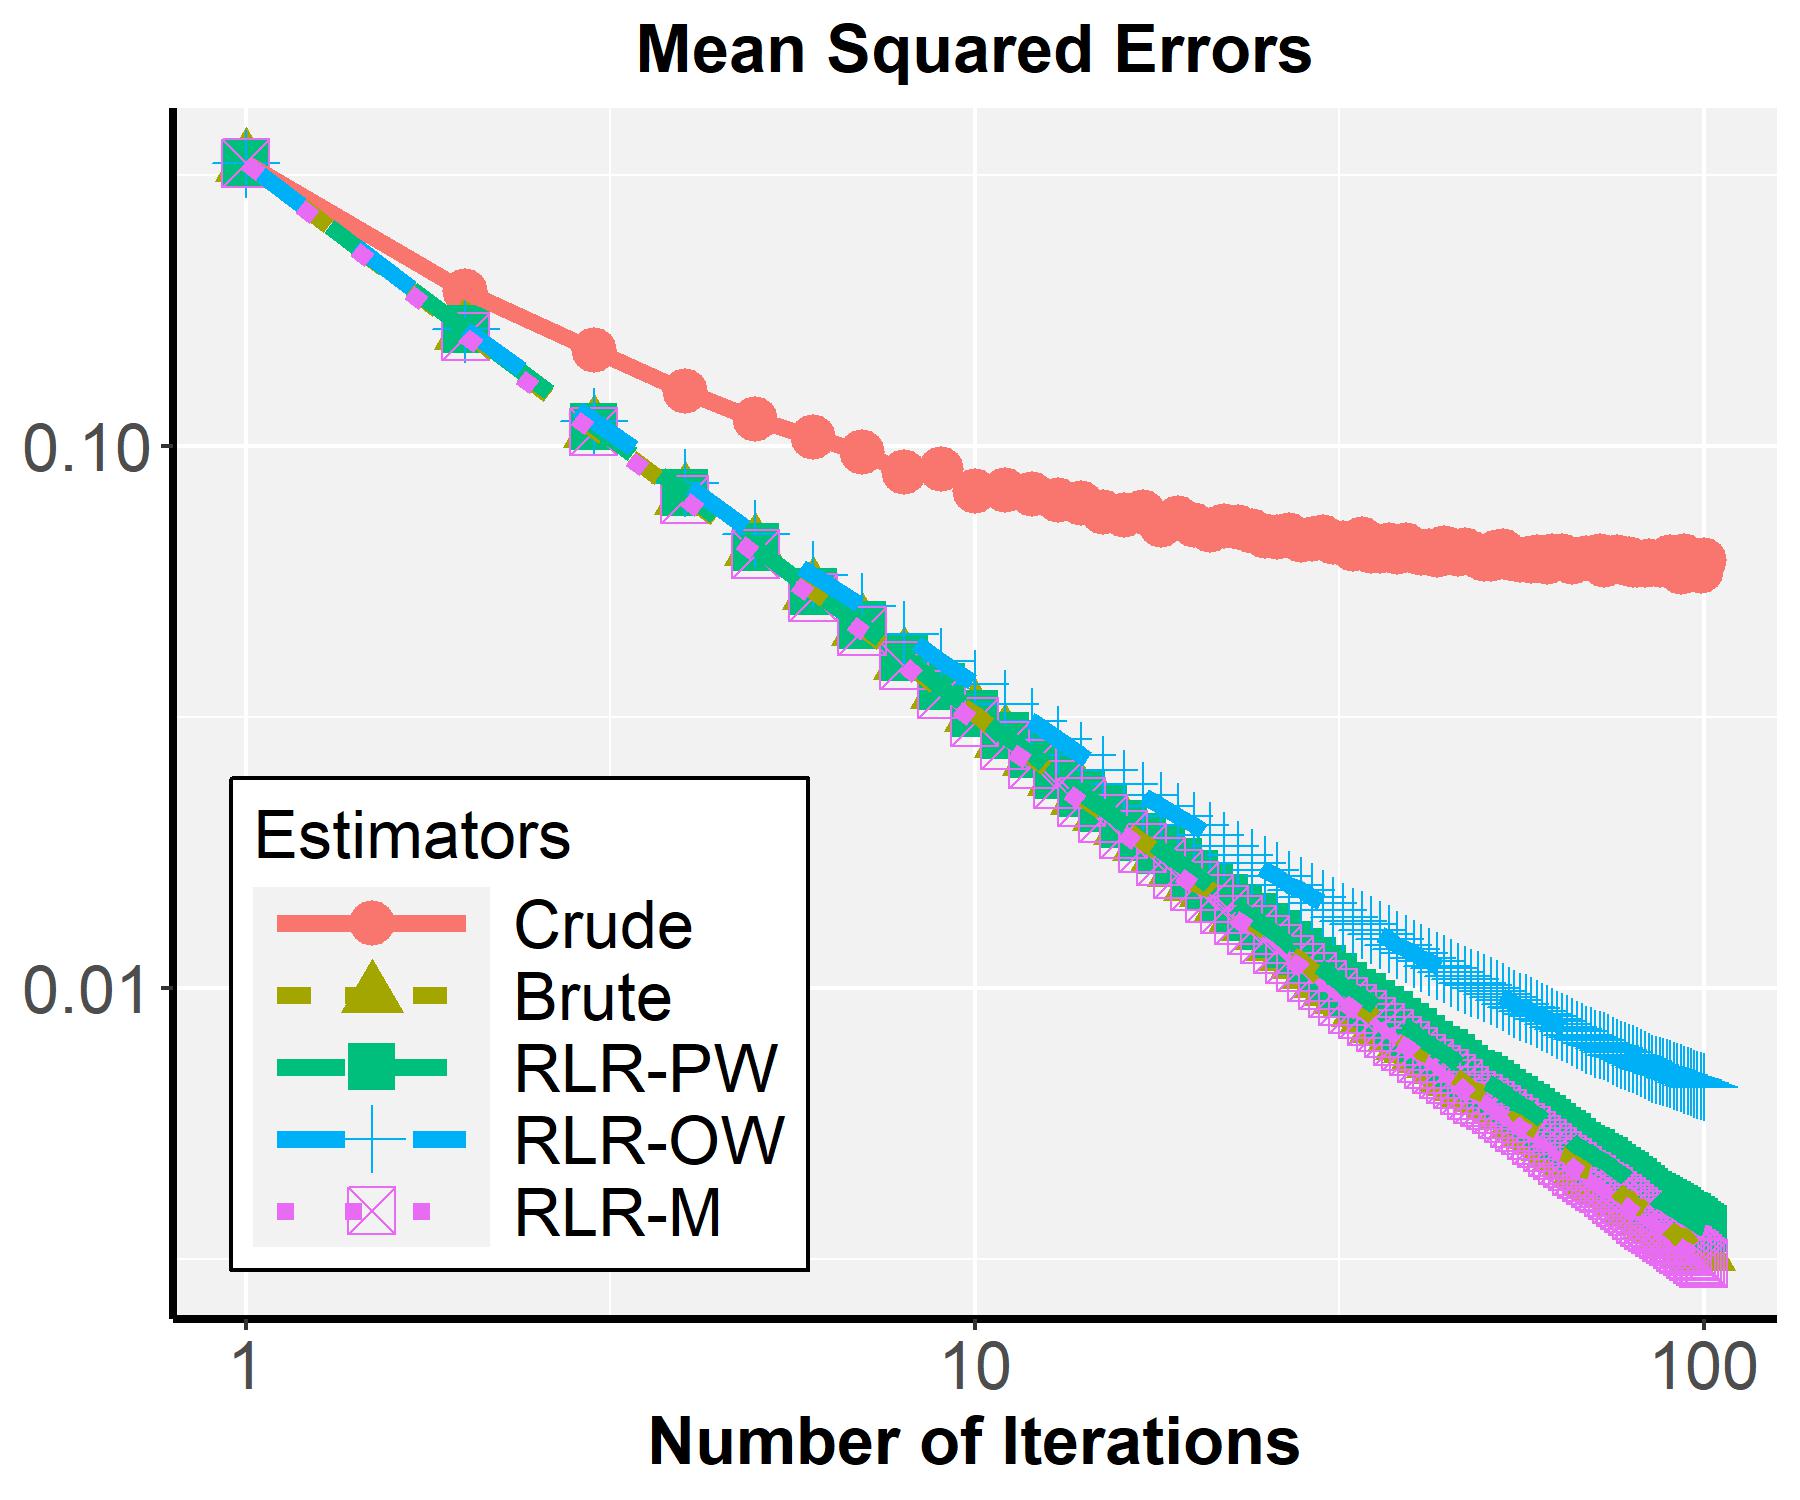 Mean Squared Errors
0.10
0.01
Estimators
Crude
Brute
RLR-PW
RLR-OW
RLR-M
1 10 100
Number of Iterations